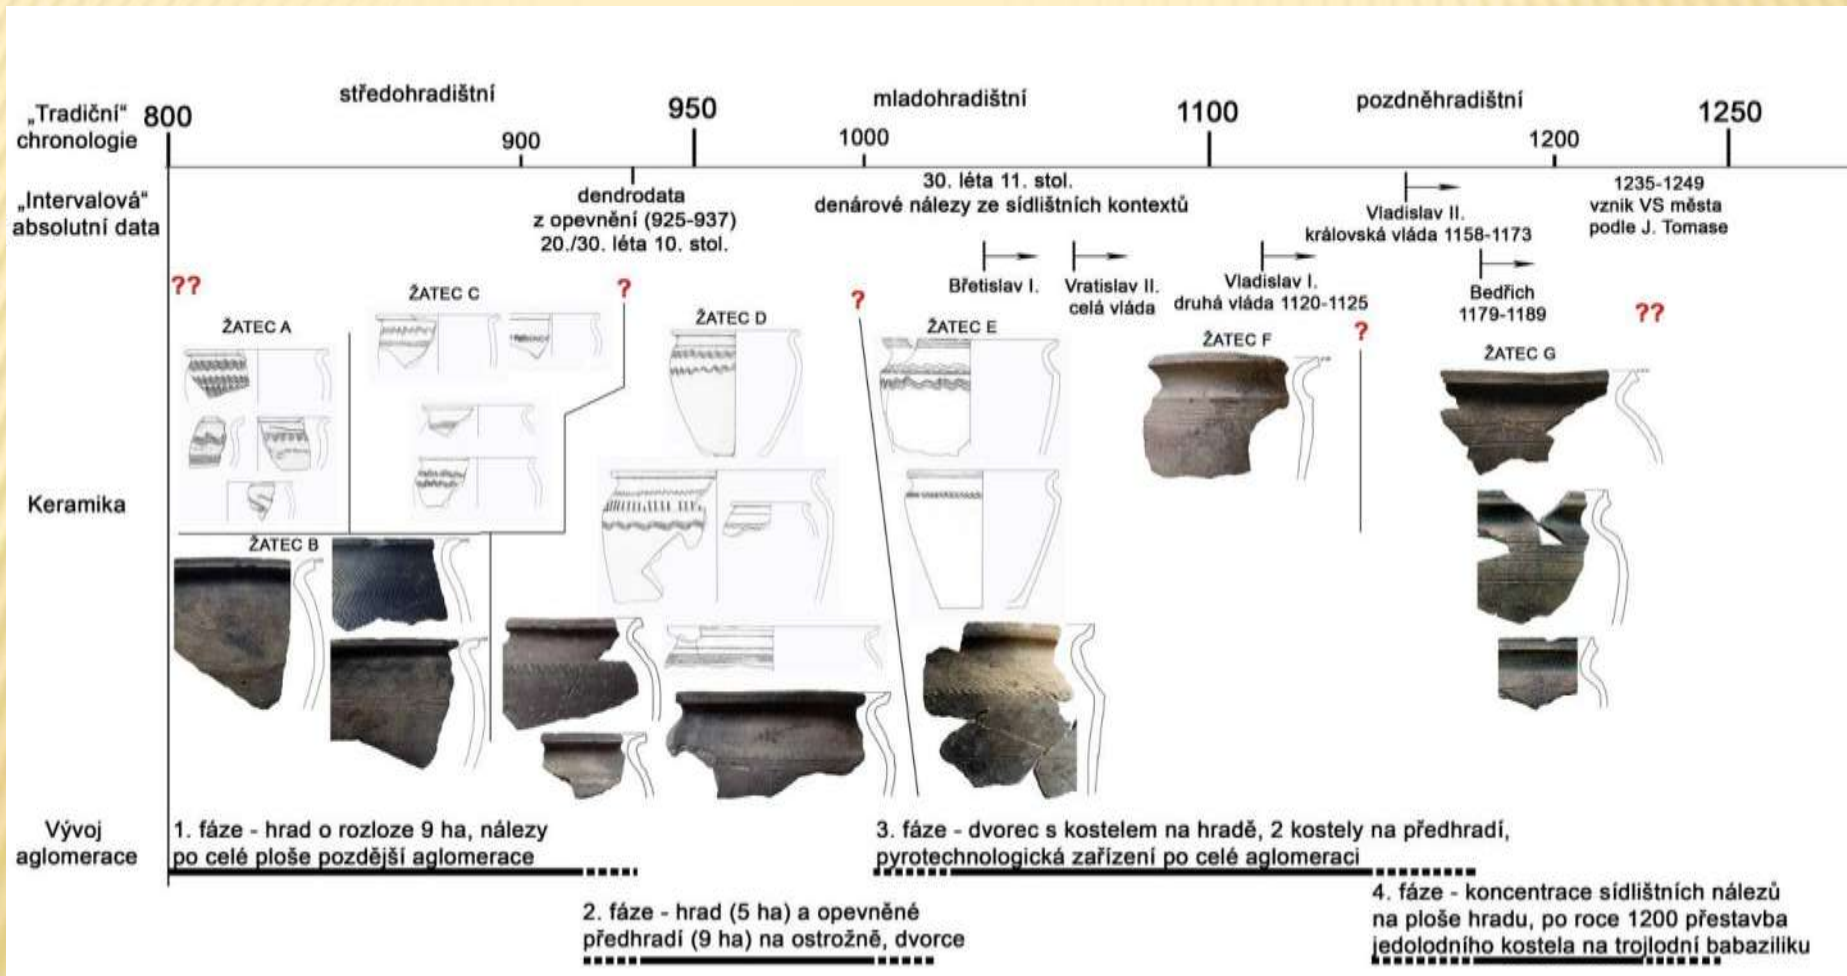 „Tradiční“
chronologie
středohradištní
mladohradištní
pozdněhradištní
800
900
950
1000
1100
1200
1250
„Intervalová“
absolutní data
dendrodata
z opevnění (925-937)
20./30. léta 10. stol.
30. léta 11. stol.
denárové nálezy ze sídlištních kontextů
Břetislav I.
Vratislav II.
celá vláda
Vladislav I.
druhá vláda 1120-1125
Vladislav II.
královská vláda 1158-1173
Bedřich
1179-1189
1235-1249
vznik VS města
podle J. Tomase
??
?
?
?
??
Keramika
ŽATEC A
ŽATEC B
ŽATEC C
ŽATEC D
ŽATEC E
ŽATEC F
ŽATEC G
Vývoj
aglomerace
1. fáze - hrad o rozloze 9 ha, nálezy
po celé ploše pozdější aglomerace
2. fáze - hrad (5 ha) a opevněné
předhradí (9 ha) na ostrožně, dvorce
3. fáze - dvorec s kostelem na hradě, 2 kostely na předhradí,
pyrotechnologická zařízení po celé aglomeraci
4. fáze - koncentrace sídlištních nálezů
na ploše hradu, po roce 1200 přestavba
jedolodního kostela na trojlodní babaziliku